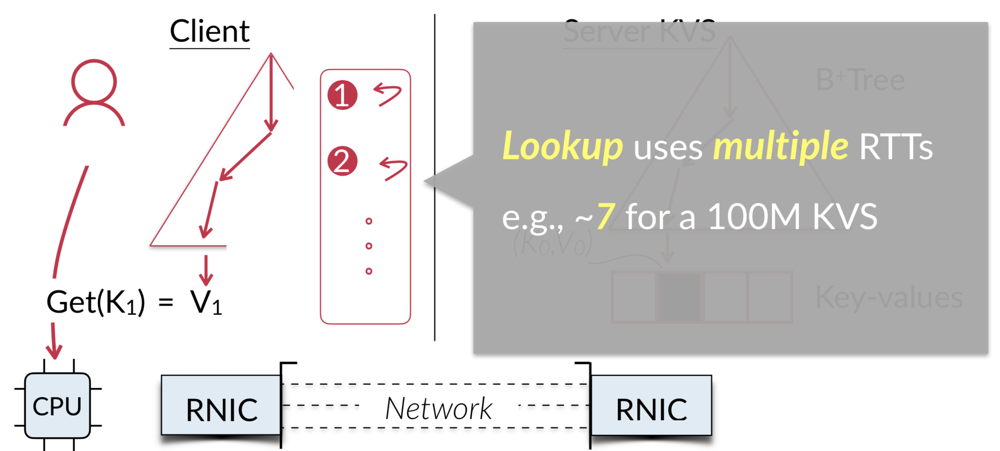 Client
Server KVS
1
B⁺Tree
2
Lookup uses multiple RTTs
e.g., ~7 for a 100M KVS
(K₀,V₀)
Get(K₁) = V₁
Key-values
CPU
RNIC
Network
RNIC